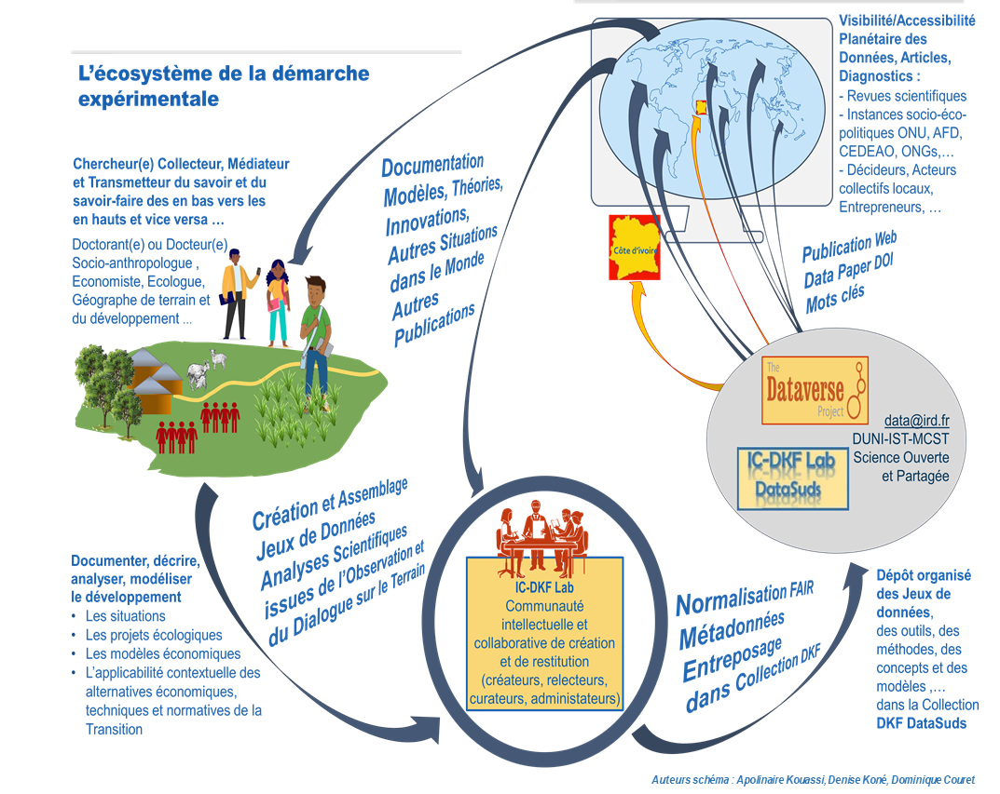 L'écosystème de la démarche
expérimentale
Chercheur(e) Collecteur, Médiateur
et Transmetteur du savoir et du
savoir-faire des en bas vers les
en hauts et vice versa …
Doctorant(e) ou Docteur(e)
Socio-anthropologue ,
Economiste, Ecologue,
Géographe de terrain et
du développement ...
Documentation
Modèles, Théories,
Innovations,
Autres Situations
dans le Monde
Autres
Publications
Visibilité/Accessibilité
Planétaire des
Données, Articles,
Diagnostics :
- Revues scientifiques
- Instances socio-éco-
politiques ONU, AFD,
CEDEAO, ONGs,…
- Décideurs, Acteurs
collectifs locaux,
Entrepreneurs, …
Côte d'ivoire
Publication Web
Data Paper DOI
Mots clés
The
Dataverse
Project
data@ird.fr
DUNI-IST-MCST
Science Ouverte
et Partagée
IC-DKF Lab
DataSuds
Création et Assemblage
Jeux de Données
Analyses Scientifiques
issues de l'Observation et
du Dialogue sur le Terrain
Documenter, décrire,
analyser, modéliser
le développement
• Les situations
• Les projets écologiques
• Les modèles économiques
• L'applicabilité contextuelle des
alternatives économiques,
techniques et normatives de la
Transition
IC-DKF Lab
Communauté
intellectuelle et
collaborative de création
et de restitution
(créateurs, relecteurs,
curateurs, administateurs)
Normalisation FAIR
Métadonnées
Entreposage
dans Collection DKF
Dépôt organisé
des Jeux de
données,
des outils, des
méthodes, des
concepts et des
modèles ,…
dans la Collection
DKF DataSuds
Auteurs schéma : Apolinaire Kouassi, Denise Koné, Dominique Couret